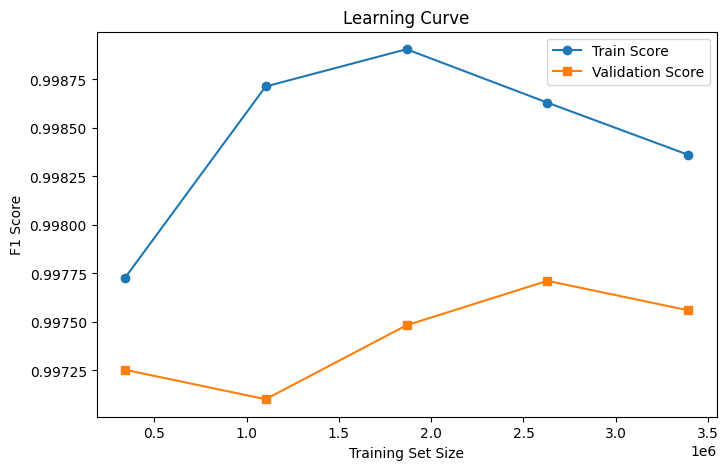 Learning Curve
Train Score
Validation Score
F1 Score
0.99875
0.99850
0.99825
0.99800
0.99775
0.99750
0.99725
0.5
1.0
1.5
2.0
2.5
3.0
3.5
1e6
Training Set Size